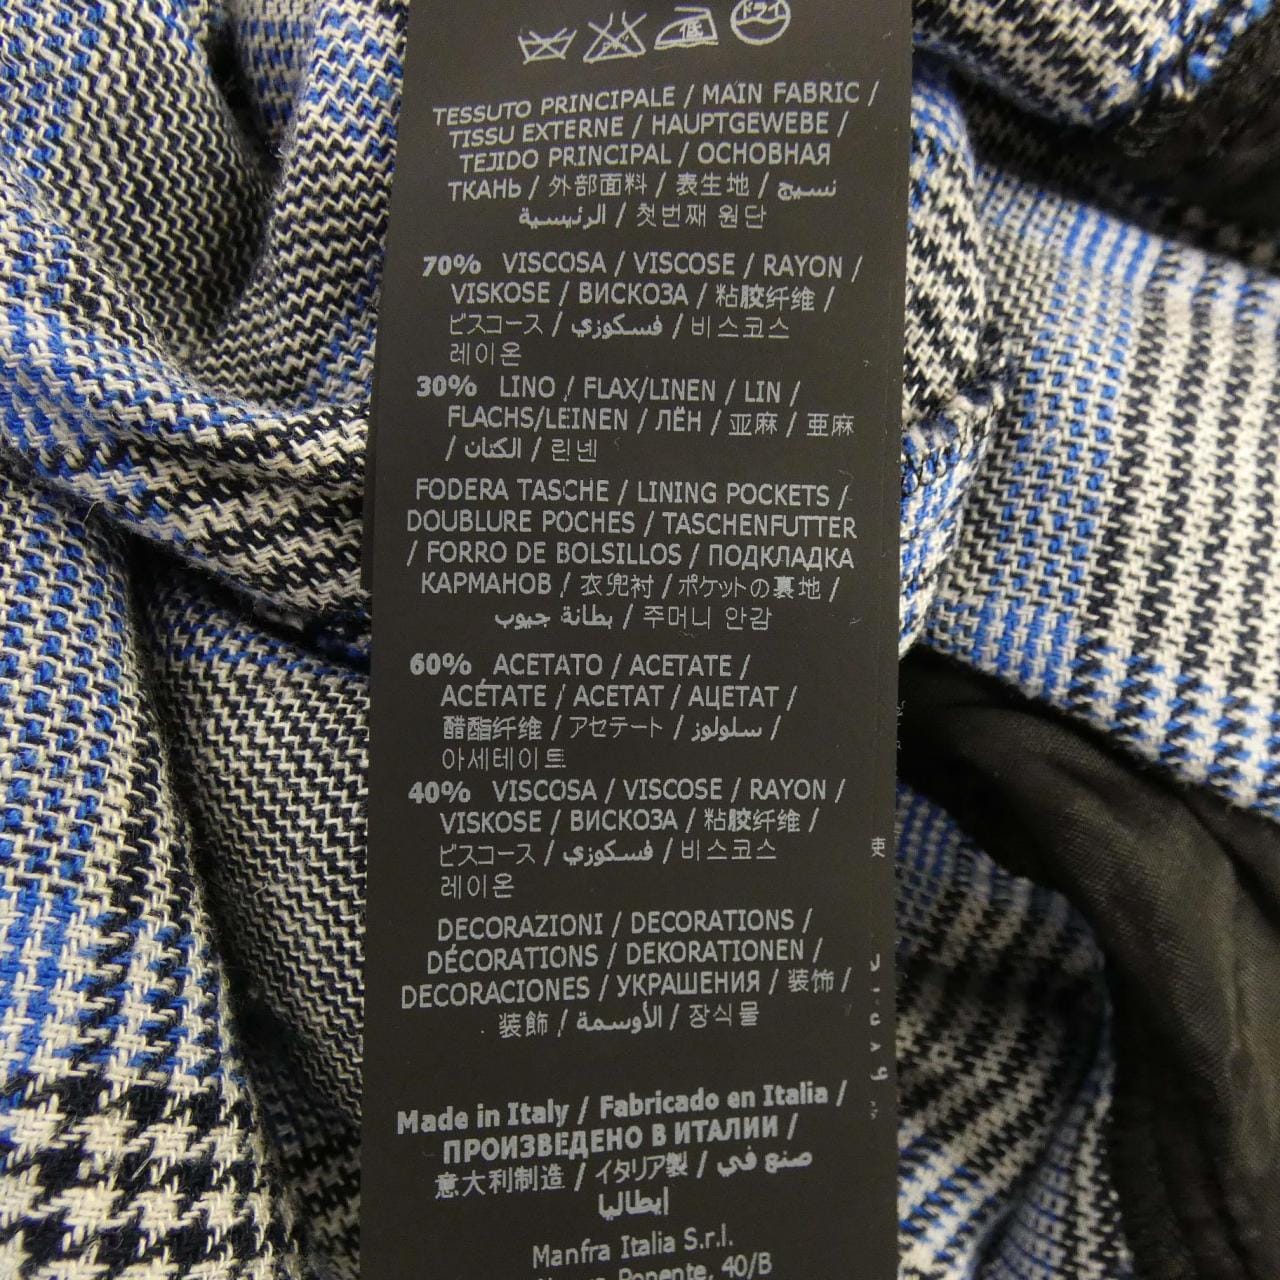 低 ドライ
TESSUTO PRINCIPALE / MAIN FABRIC /
TISSU EXTERNE / HAUPTGEWEBE /
TEJIDO PRINCIPAL / ОСНОВНАЯ
ТКАНЬ / 外部面料 / 表生地 / نسيج
الرئيسية / 첫번째 원단
70% VISCOSA / VISCOSE / RAYON /
VISKOSE / ВИСКОЗА / 粘胶纤维 /
ビスコース / فسكوزي / 비스코스
레이온
30% LINO / FLAX/LINEN / LIN /
FLACHS/LEINEN / ЛЁН / 亚麻 / 亜麻
/ الكتان / 린넨
FODERA TASCHE / LINING POCKETS /
DOUBLURE POCHES / TASCHENFUTTER
/ FORRO DE BOLSILLOS / ПОДКЛАДКА
КАРМАНОВ / 衣兜衬 / ポケットの裏地 /
بطانة جيوب / 주머니 안감
60% ACETATO / ACETATE /
ACÉTATE / ACETAT / АЦЕТАТ /
醋酯纤维 / アセテート / سلولوز /
아세테이트
40% VISCOSA / VISCOSE / RAYON /
VISKOSE / ВИСКОЗА / 粘胶纤维 /
ビスコース / فسكوزي / 비스코스
레이온
DECORAZIONI / DECORATIONS /
DÉCORATIONS / DEKORATIONEN /
DECORACIONES / УКРАШЕНИЯ / 装饰 /
装飾 / الأوسمة / 장식물
Made in Italy / Fabricado en Italia /
ПРОИЗВЕДЕНО В ИТАЛИИ /
意大利制造 / イタリア製 / صنع في
إيطاليا
Manfra Italia S.r.l.
Ponente, 40/B